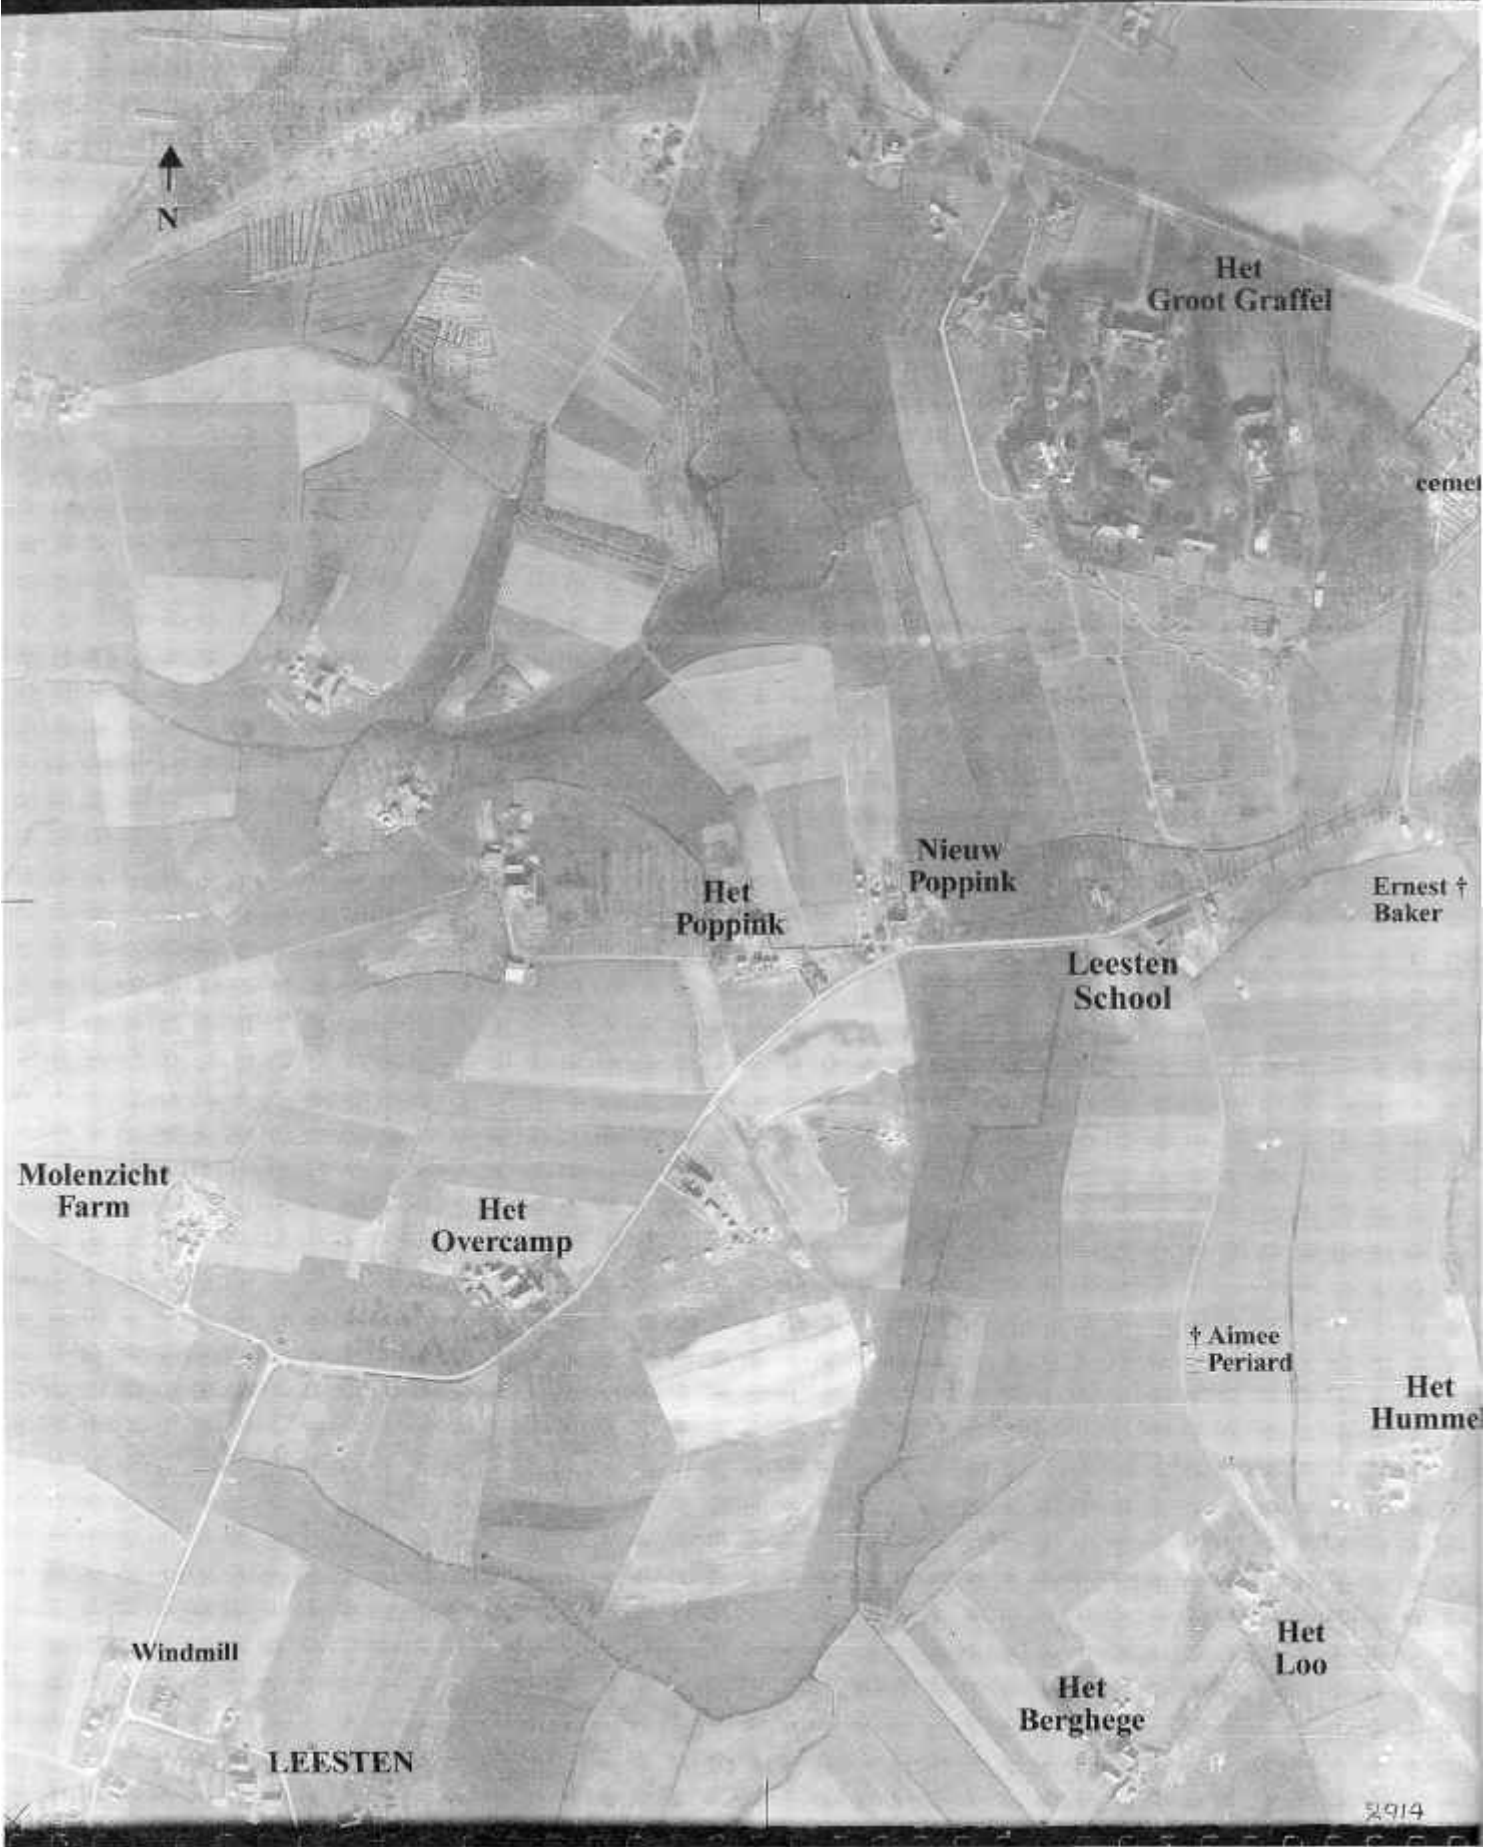 N
Het
Groot Graffel
cemet
Nieuw
Poppink
Het
Poppink
Ernest †
Baker
Leesten
School
Molenzicht
Farm
Het
Overcamp
† Aimee
Periard
Het
Hummel
Windmill
Het
Loo
Het
Berghege
LEESTEN
2914